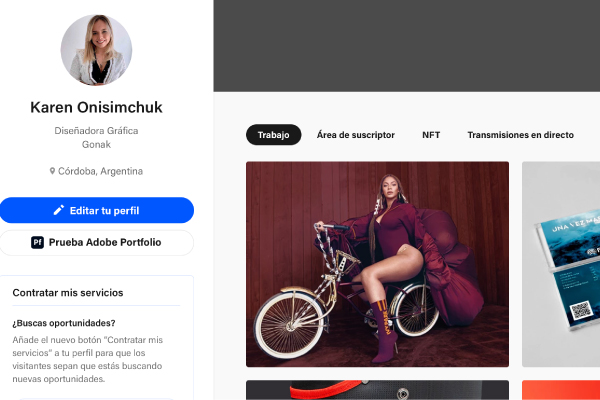 Karen Onisimchuk
Diseñadora Gráfica
Gonak
Córdoba, Argentina
Editar tu perfil
Pf Prueba Adobe Portfolio
Contratar mis servicios
¿Buscas oportunidades?
Añade el nuevo botón "Contratar mis
servicios" a tu perfil para que los
visitantes sepan que estás buscando
nuevas oportunidades.
Trabajo
Área de suscriptor
NFT
Transmisiones en directo
UNA VEZ